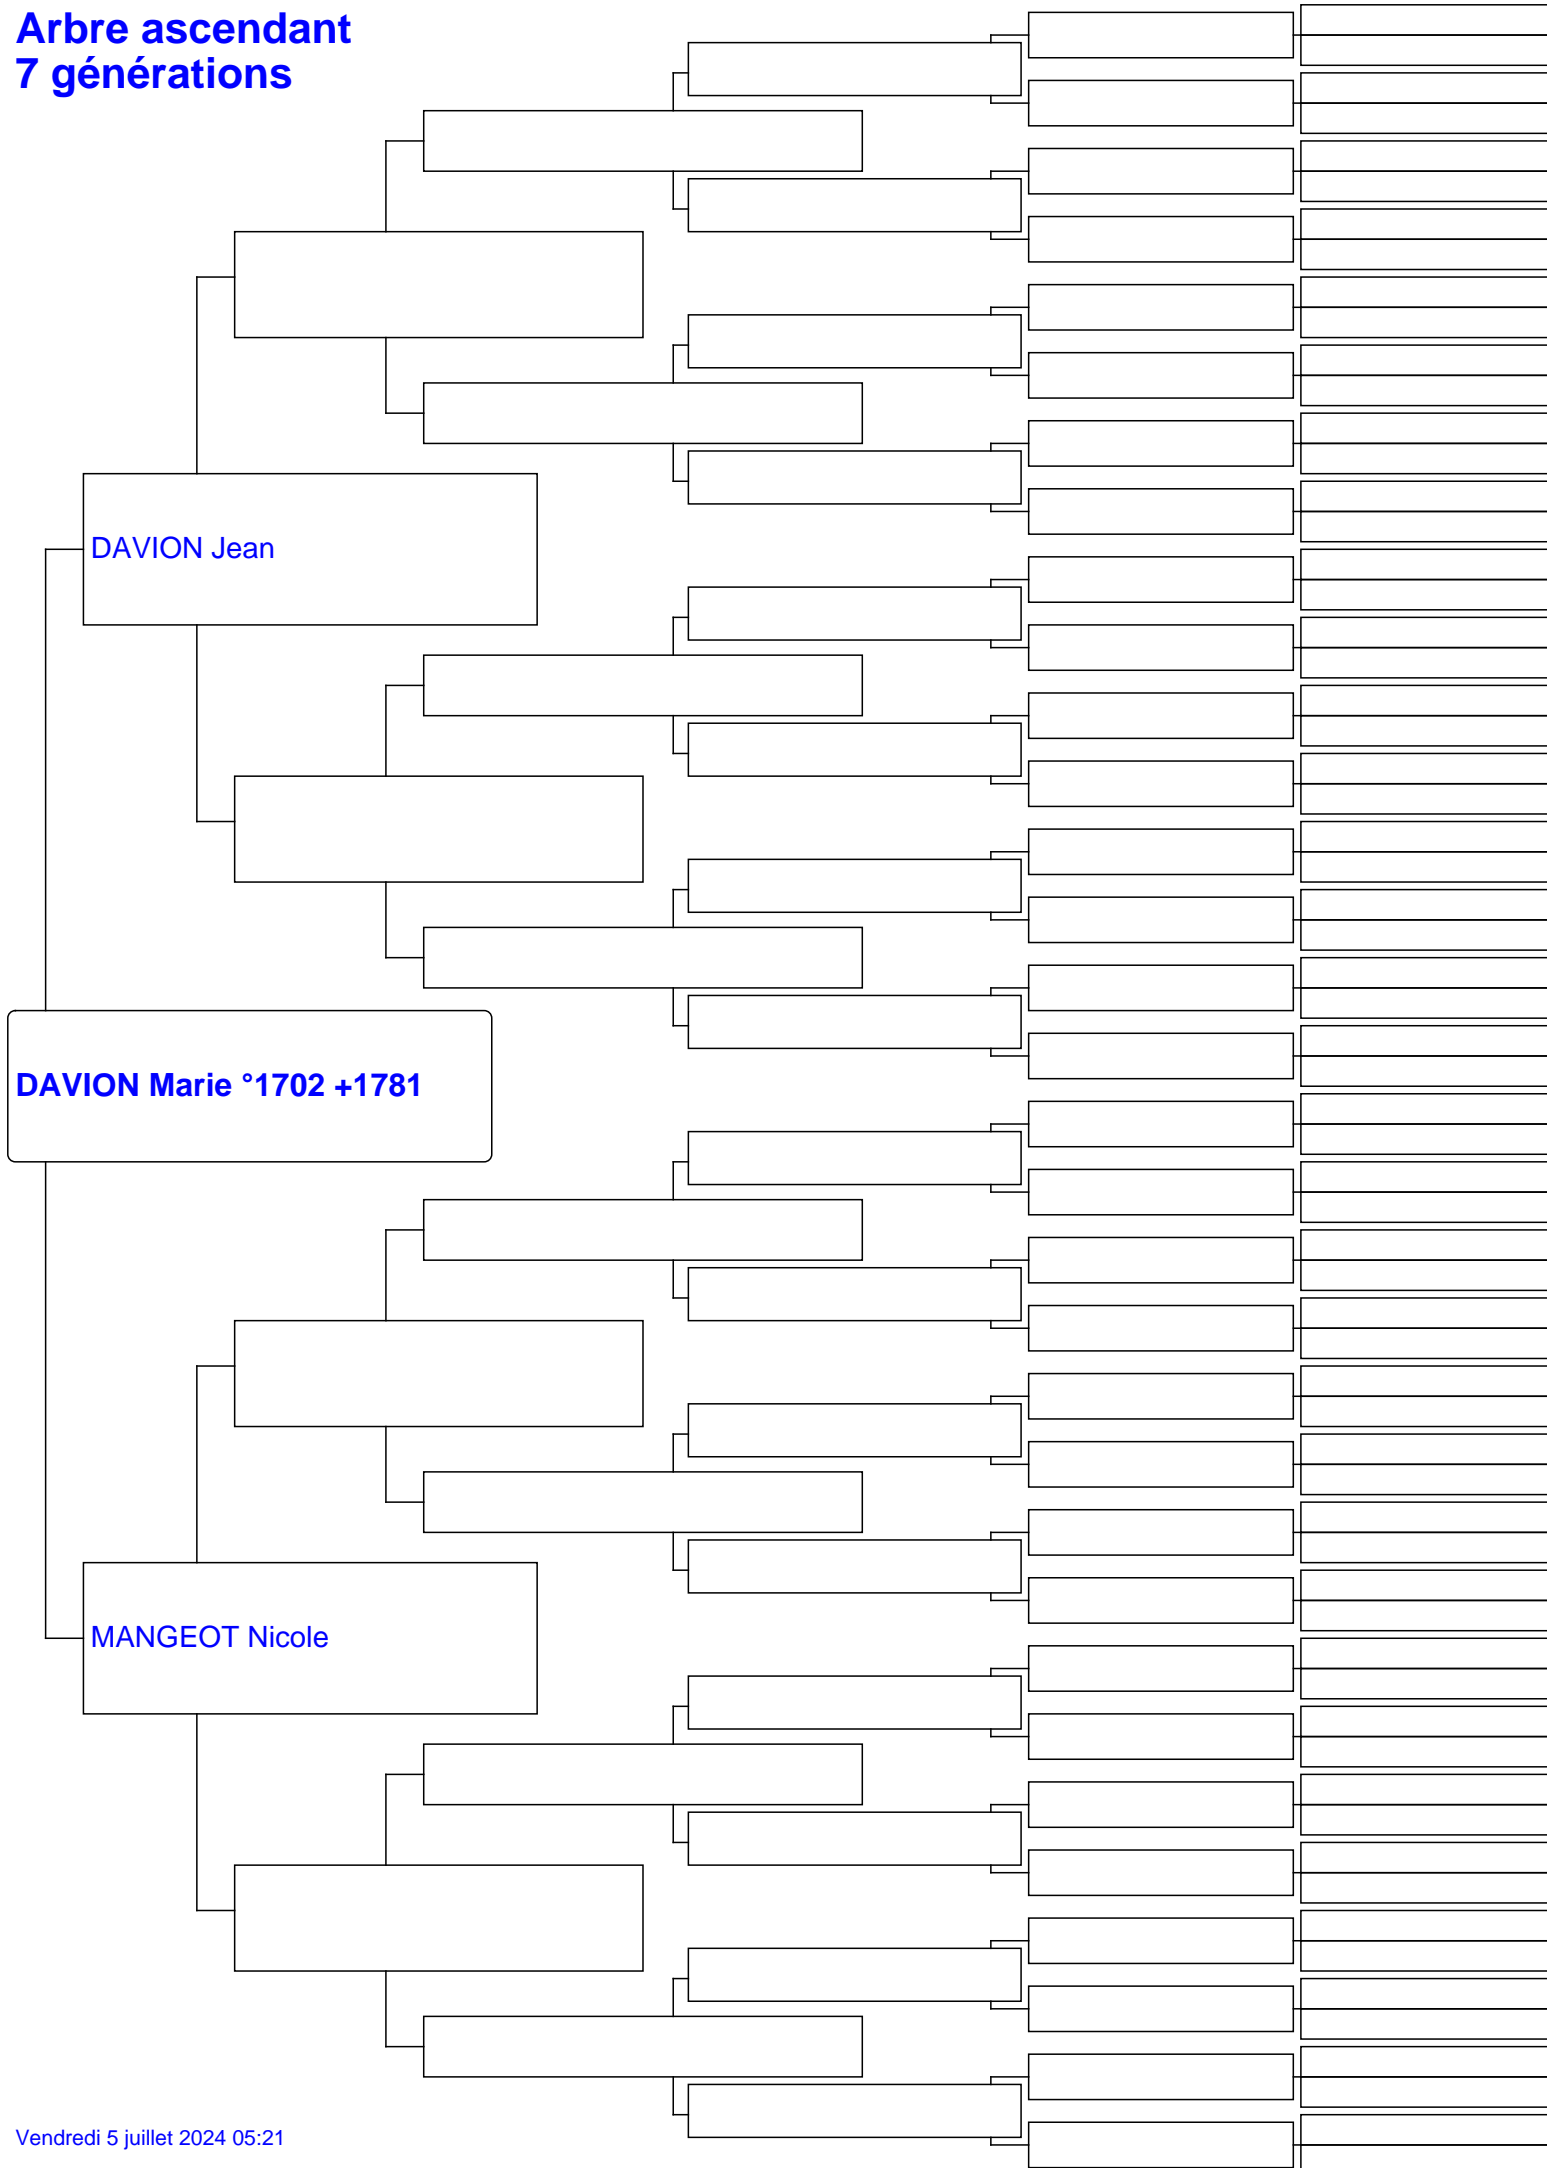 Arbre ascendant
7 générations
DAVION Jean
DAVION Marie °1702 +1781
MANGEOT Nicole
Vendredi 5 juillet 2024 05:21